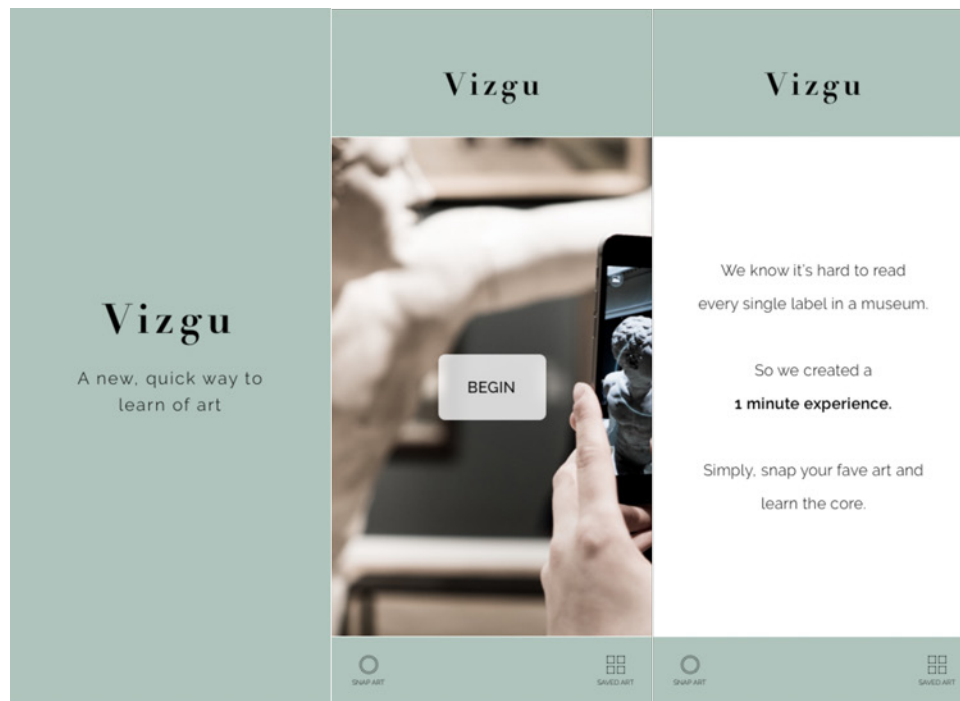 Vizgu
A new, quick way to
learn of art
Vizgu
BEGIN
SNAP ART
SAVED ART
Vizgu
We know it's hard to read
every single label in a museum.
So we created a
1 minute experience.
Simply, snap your fave art and
learn the core.
SNAP ART
SAVED ART